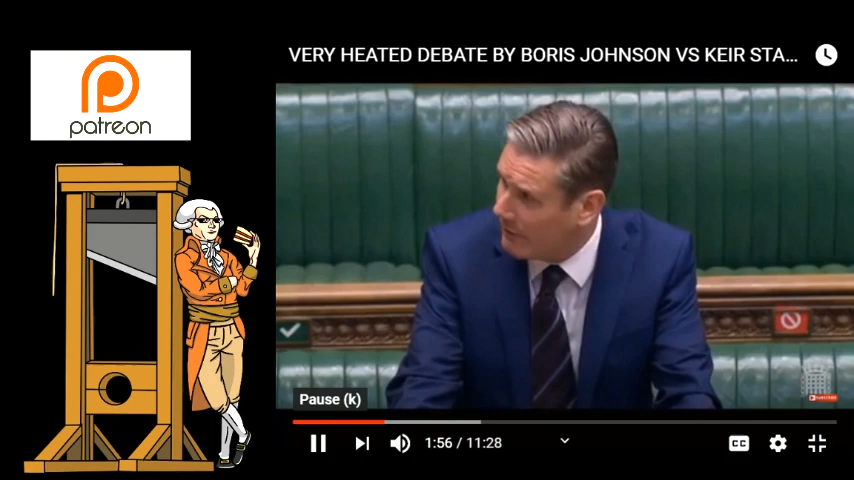 patreon
VERY HEATED DEBATE BY BORIS JOHNSON VS KEIR STA...
Pause (k)
1:56 / 11:28
CC